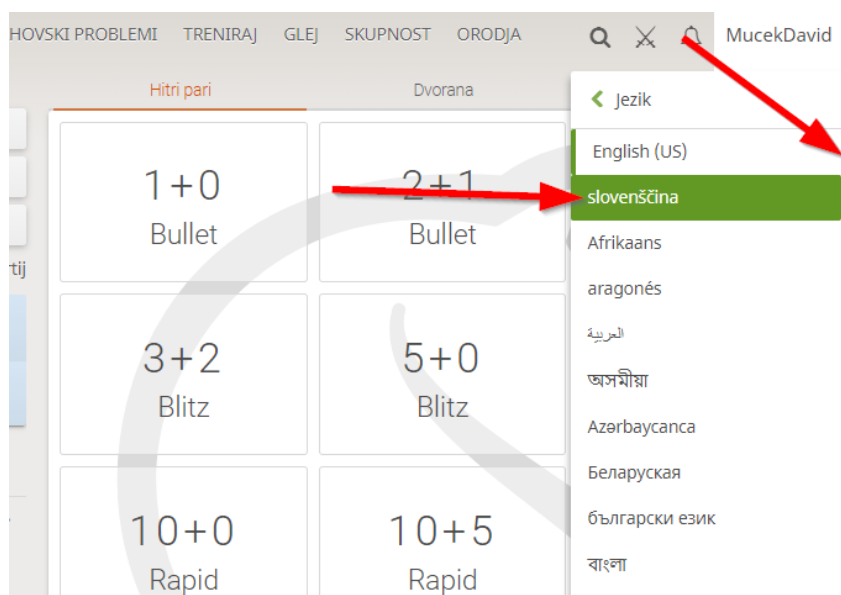 HOVSKI PROBLEMI TRENIRAJ GLEJ SKUPNOST ORODJA MucekDavid
Hitri pari Dvorana
Jezik
English (US)
slovenščina
Afrikaans
aragonés
العربية
অসমীয়া
Azərbaycanca
Беларуская
български език
বাংলা
1+0
Bullet
2+1
Bullet
tij
3+2
Blitz
5+0
Blitz
10+0
Rapid
10+5
Rapid